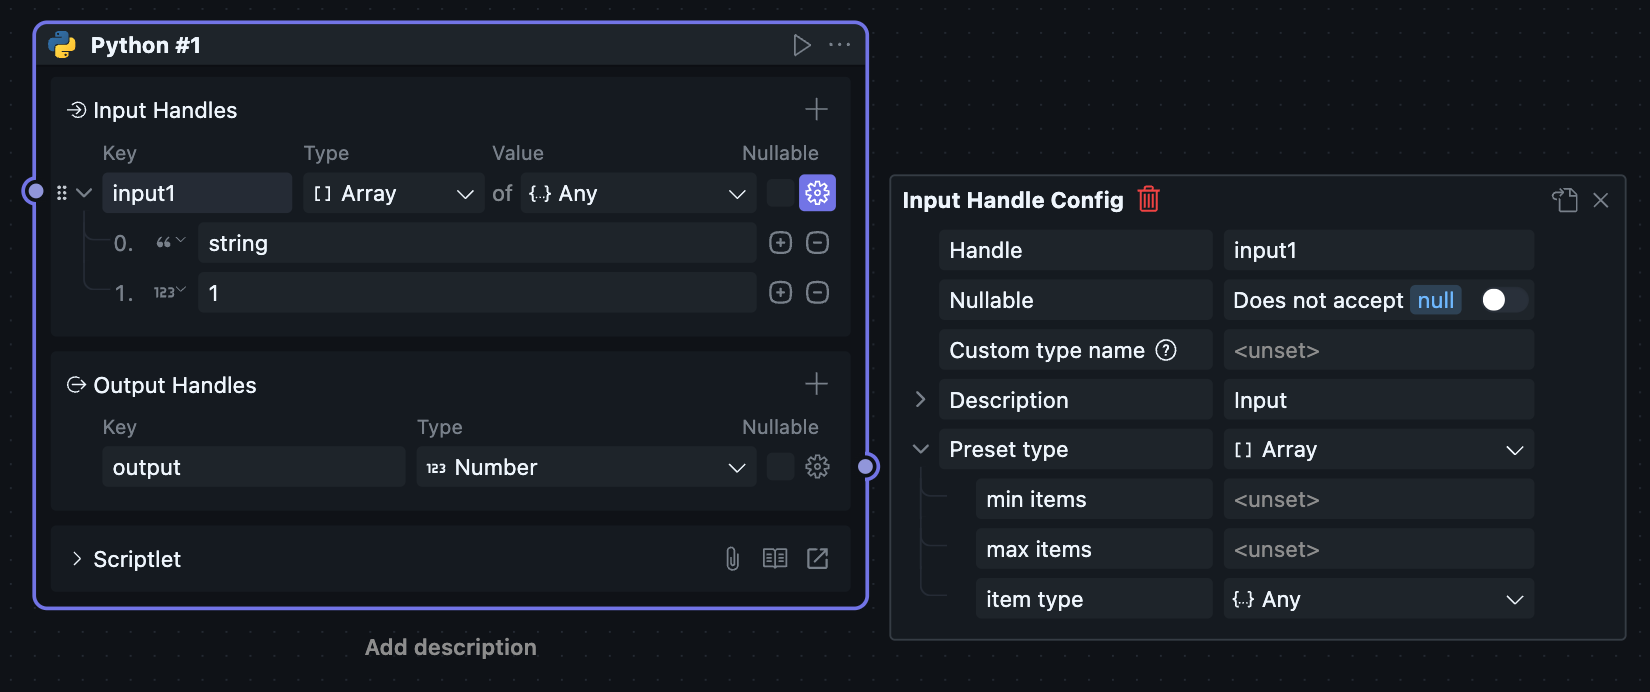 Python #1
Input Handles
Key Type Value Nullable
input1 [] Array of {..} Any
0. “ string
1. 123 1
Output Handles
Key Type Nullable
output 123 Number
Scriptlet
Add description
Input Handle Config
Handle input1
Nullable Does not accept null
Custom type name ? <unset>
Description Input
Preset type [] Array
min items <unset>
max items <unset>
item type {..} Any